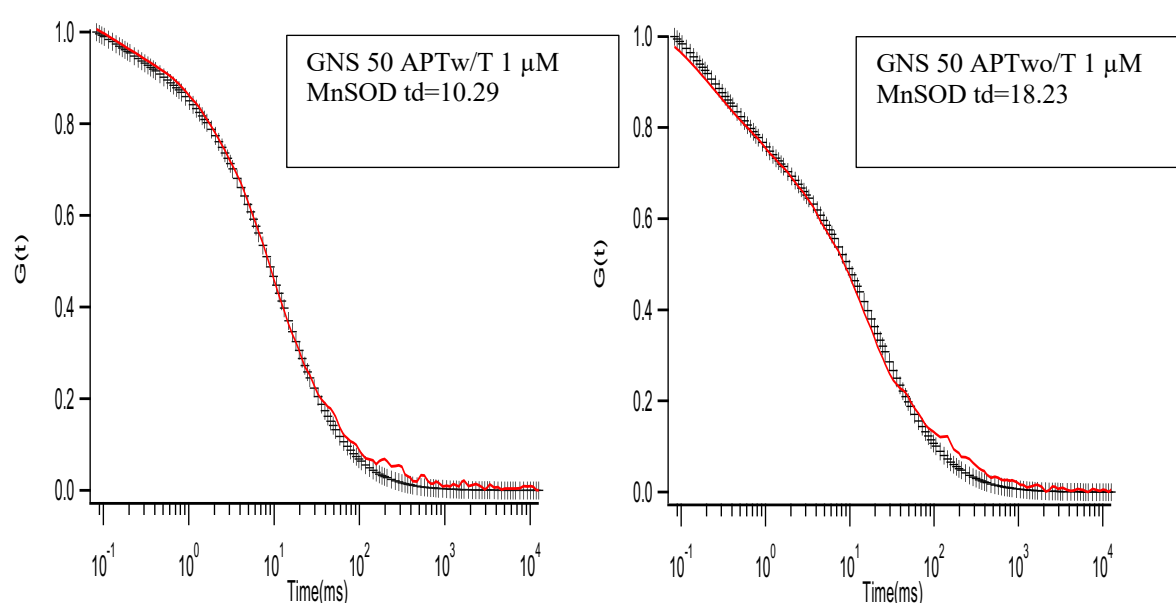 1.0
0.8
0.6
0.4
0.2
0.0
G(t)
GNS 50 APTw/T 1 μM
MnSOD td=10.29
10⁻¹ 10⁰ 10¹ 10² 10³ 10⁴
Time(ms)
1.0
0.8
0.6
0.4
0.2
0.0
G(t)
GNS 50 APTwo/T 1 μM
MnSOD td=18.23
10⁻¹ 10⁰ 10¹ 10² 10³ 10⁴
Time(ms)